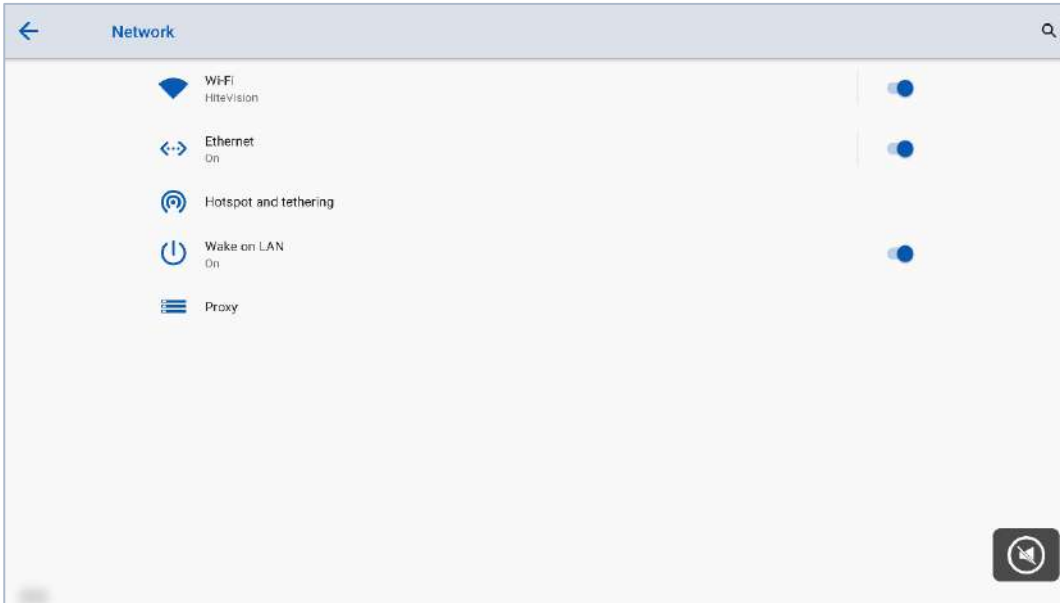 Network
Wi-Fi
HiteVision
Ethernet
On
Hotspot and tethering
Wake on LAN
On
Proxy